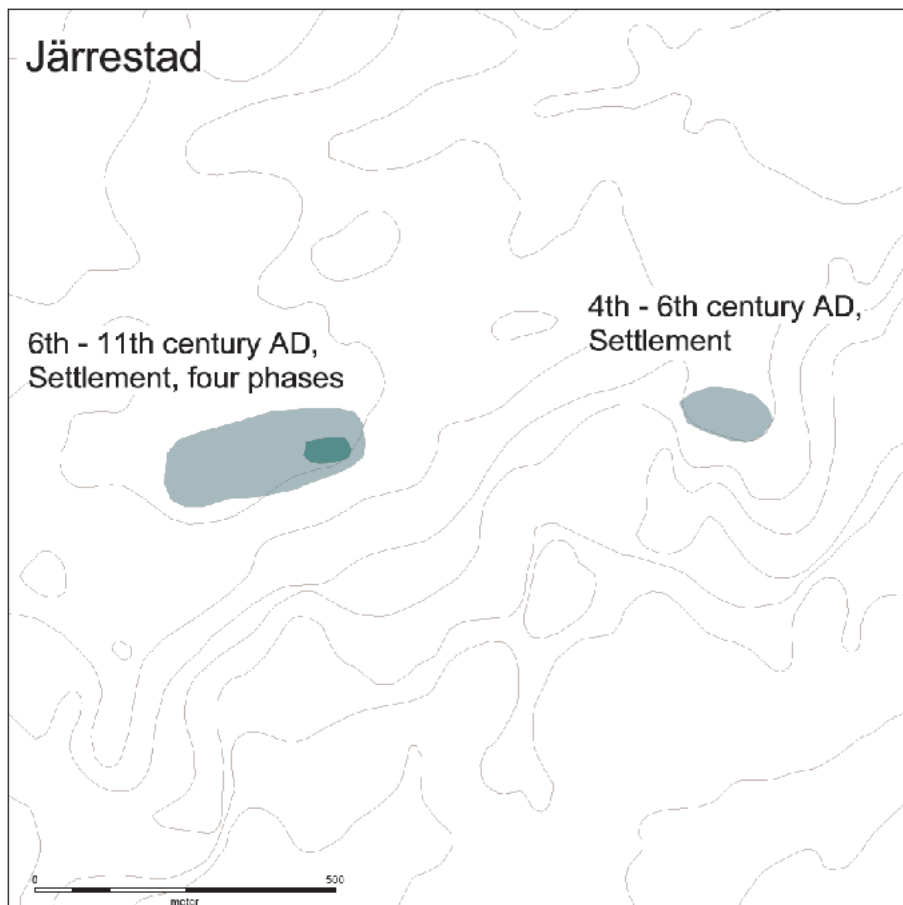 Järrestad
4th - 6th century AD,
Settlement
6th - 11th century AD,
Settlement, four phases
0 500
meter